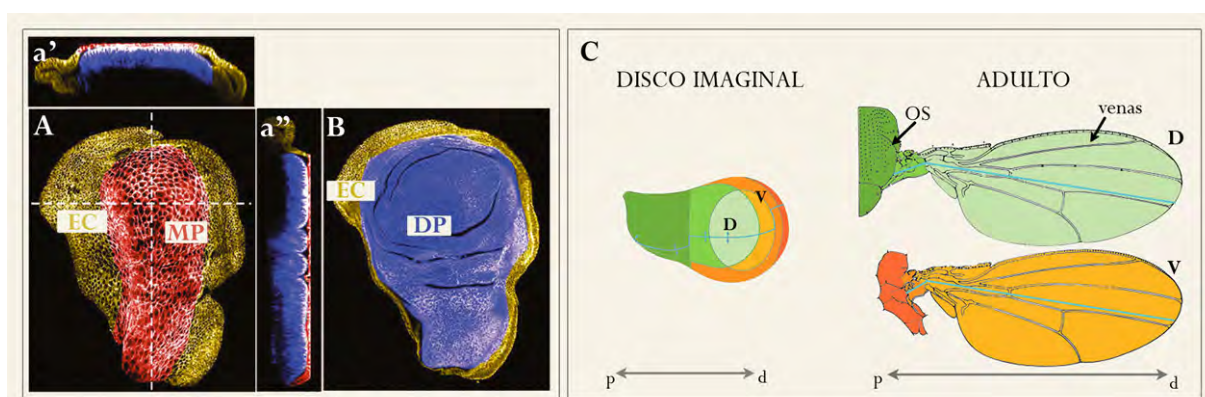 a’
A
EC
MP
a”
B
EC
DP
C
DISCO IMAGINAL
ADULTO
OS
venas
D
V
D
V
p
d
p
d